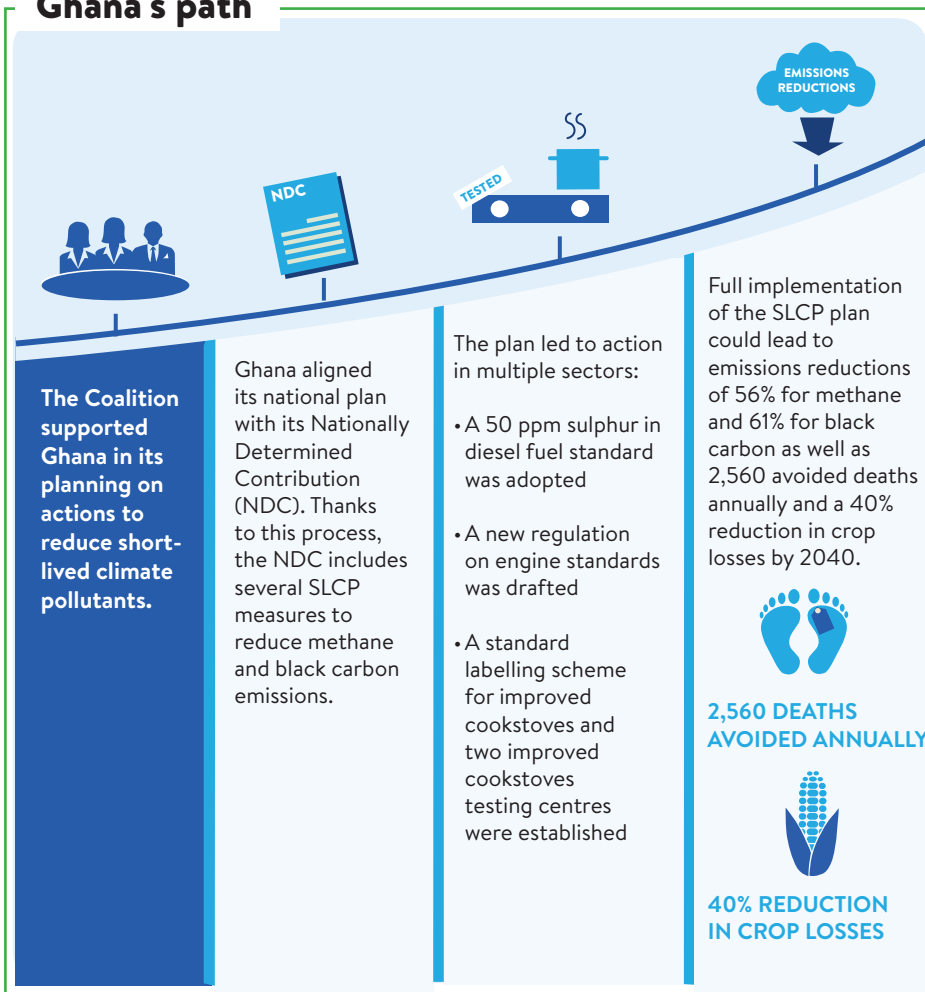 Ghana's path
EMISSIONS
REDUCTIONS
NDC
TESTED
The Coalition
supported
Ghana in its
planning on
actions to
reduce short-
lived climate
pollutants.
Ghana aligned
its national plan
with its Nationally
Determined
Contribution
(NDC). Thanks
to this process,
the NDC includes
several SLCP
measures to
reduce methane
and black carbon
emissions.
The plan led to action
in multiple sectors:
• A 50 ppm sulphur in
diesel fuel standard
was adopted
• A new regulation
on engine standards
was drafted
• A standard
labelling scheme
for improved
cookstoves and
two improved
cookstoves
testing centres
were established
Full implementation
of the SLCP plan
could lead to
emissions reductions
of 56% for methane
and 61% for black
carbon as well as
2,560 avoided deaths
annually and a 40%
reduction in crop
losses by 2040.
2,560 DEATHS
AVOIDED ANNUALLY
40% REDUCTION
IN CROP LOSSES